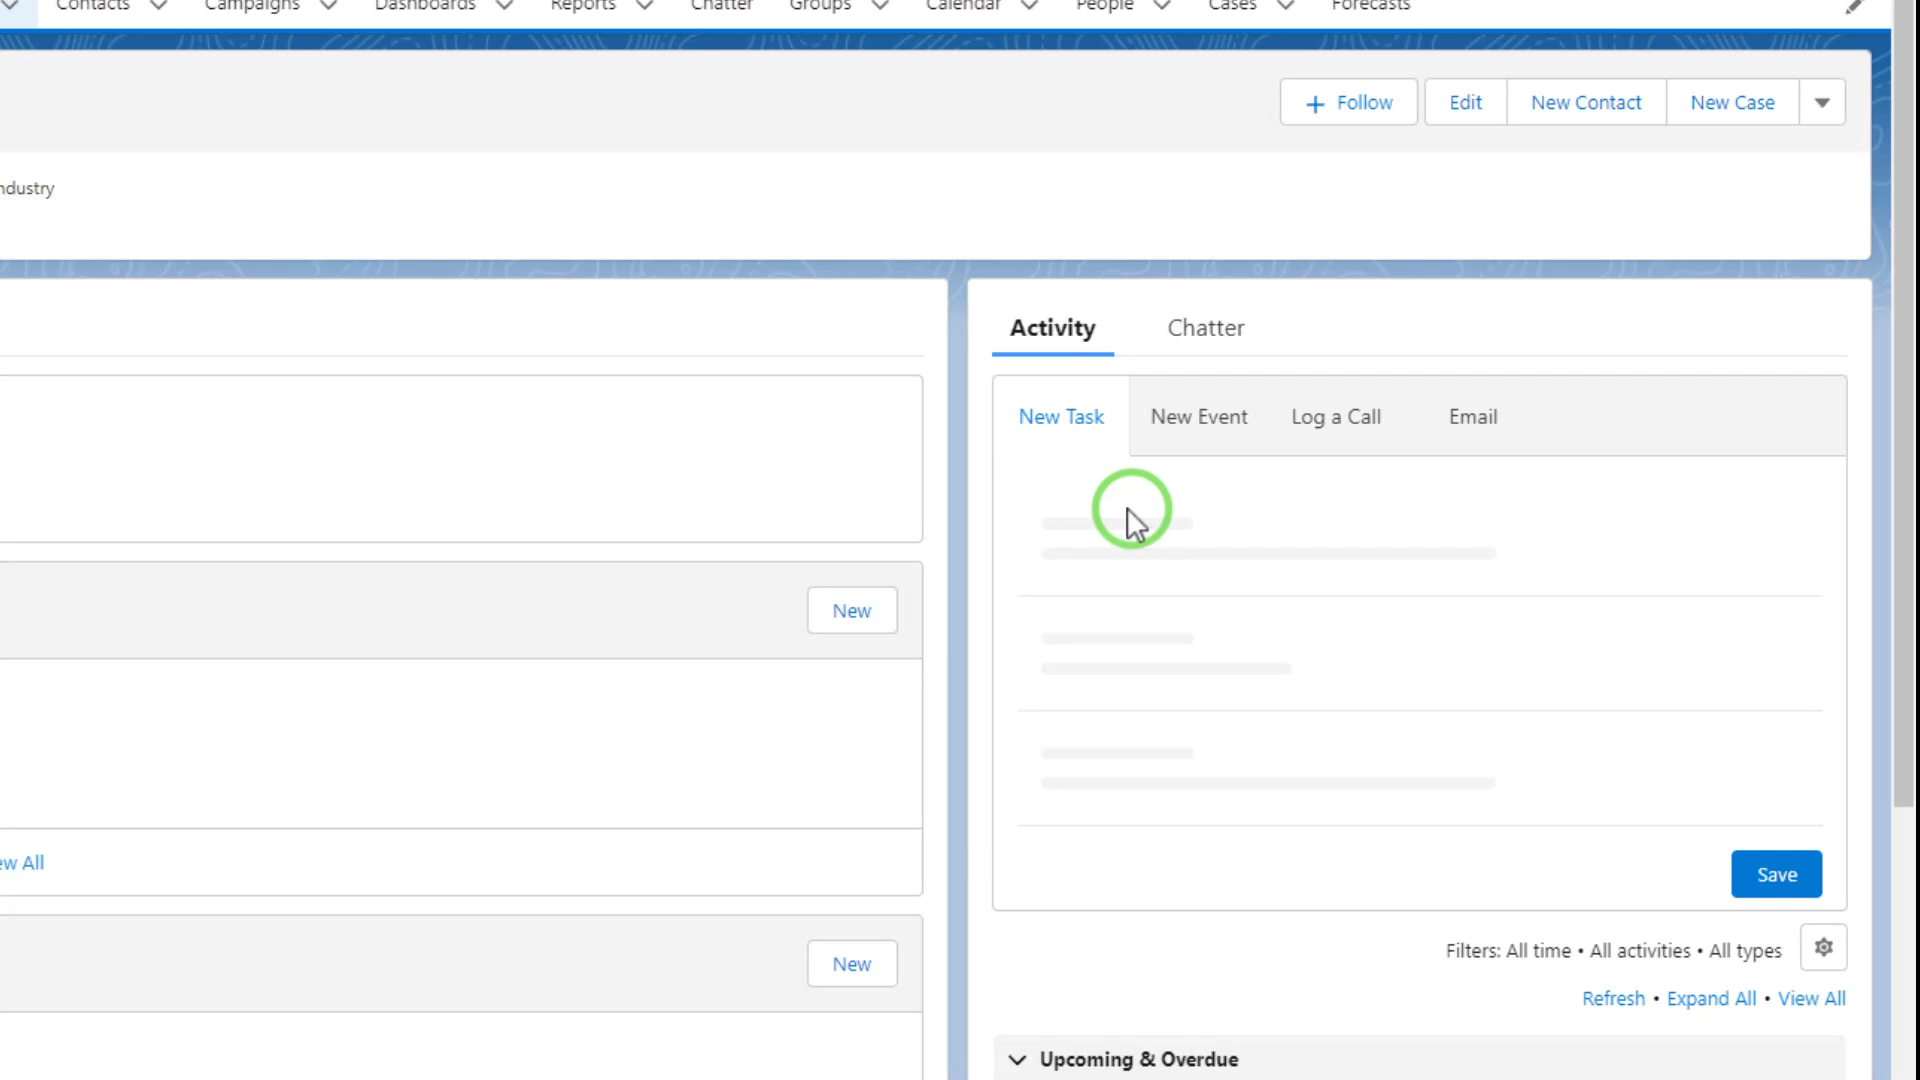 Contacts Campaigns Dashboards Reports Chatter Groups Calendar People Cases Forecasts
Follow Edit New Contact New Case
ndustry
Activity Chatter
New Task New Event Log a Call Email
New
ew All
Save
New
Filters: All time • All activities • All types
Refresh • Expand All • View All
Upcoming & Overdue